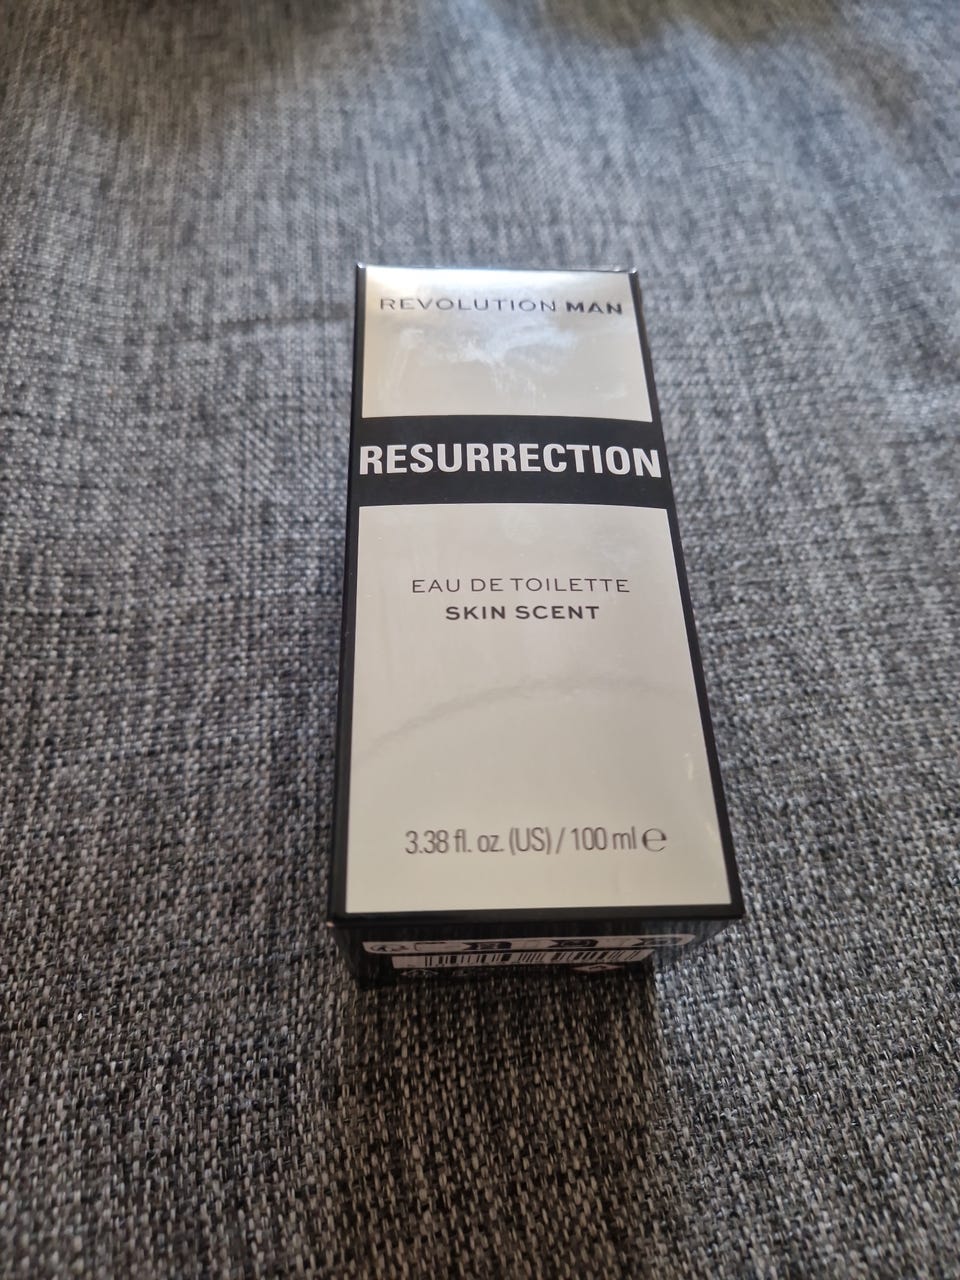 REVOLUTION MAN
RESURRECTION
EAU DE TOILETTE
SKIN SCENT
3.38 fl. oz. (US) / 100 ml ℮